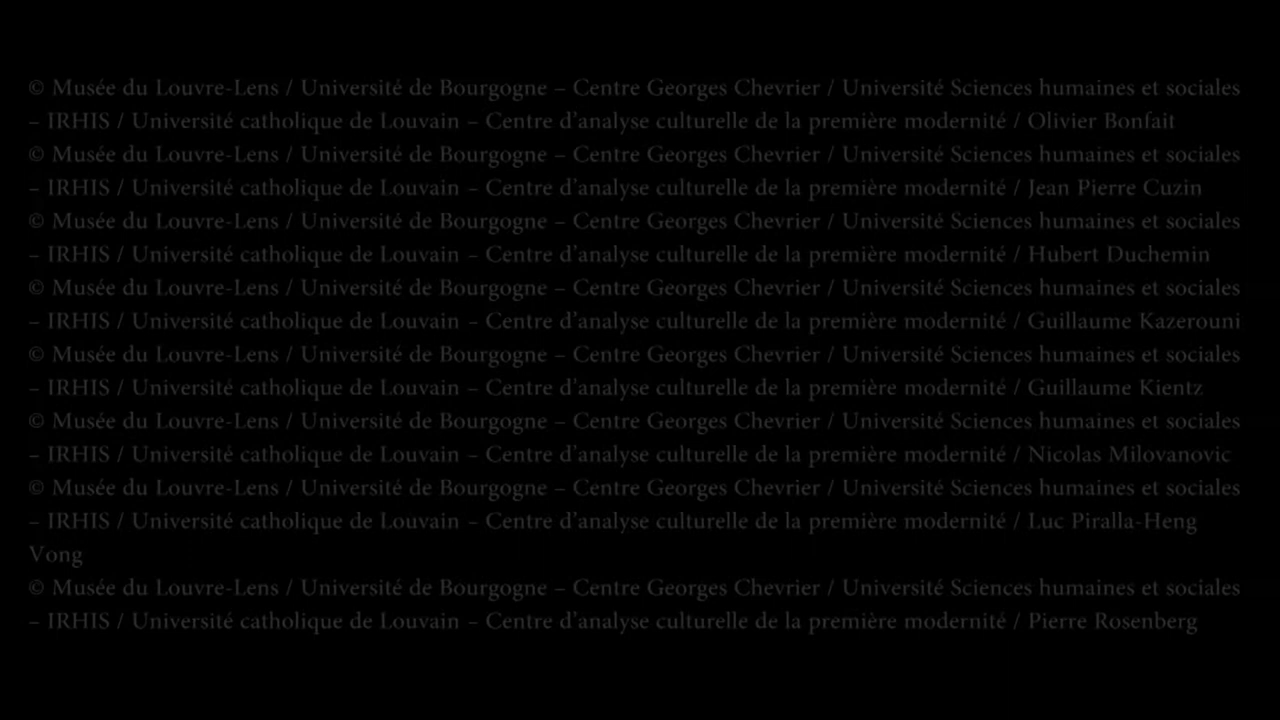 © Musée du Louvre-Lens / Université de Bourgogne – Centre Georges Chevrier / Université Sciences humaines et sociales
– IRHIS / Université catholique de Louvain – Centre d’analyse culturelle de la première modernité / Olivier Bonfait
© Musée du Louvre-Lens / Université de Bourgogne – Centre Georges Chevrier / Université Sciences humaines et sociales
– IRHIS / Université catholique de Louvain – Centre d’analyse culturelle de la première modernité / Jean Pierre Cuzin
© Musée du Louvre-Lens / Université de Bourgogne – Centre Georges Chevrier / Université Sciences humaines et sociales
– IRHIS / Université catholique de Louvain – Centre d’analyse culturelle de la première modernité / Hubert Duchemin
© Musée du Louvre-Lens / Université de Bourgogne – Centre Georges Chevrier / Université Sciences humaines et sociales
– IRHIS / Université catholique de Louvain – Centre d’analyse culturelle de la première modernité / Guillaume Kazerouni
© Musée du Louvre-Lens / Université de Bourgogne – Centre Georges Chevrier / Université Sciences humaines et sociales
– IRHIS / Université catholique de Louvain – Centre d’analyse culturelle de la première modernité / Guillaume Kientz
© Musée du Louvre-Lens / Université de Bourgogne – Centre Georges Chevrier / Université Sciences humaines et sociales
– IRHIS / Université catholique de Louvain – Centre d’analyse culturelle de la première modernité / Nicolas Milovanovic
© Musée du Louvre-Lens / Université de Bourgogne – Centre Georges Chevrier / Université Sciences humaines et sociales
– IRHIS / Université catholique de Louvain – Centre d’analyse culturelle de la première modernité / Luc Piralla-Heng
Vong
© Musée du Louvre-Lens / Université de Bourgogne – Centre Georges Chevrier / Université Sciences humaines et sociales
– IRHIS / Université catholique de Louvain – Centre d’analyse culturelle de la première modernité / Pierre Rosenberg